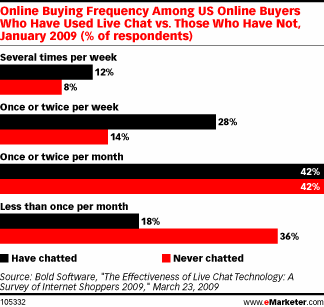 Online Buying Frequency Among US Online Buyers
Who Have Used Live Chat vs. Those Who Have Not,
January 2009 (% of respondents)
Several times per week
12%
8%
Once or twice per week
28%
14%
Once or twice per month
42%
42%
Less than once per month
18%
36%
Have chatted Never chatted
Source: Bold Software, "The Effectiveness of Live Chat Technology: A
Survey of Internet Shoppers 2009," March 23, 2009
105332 www.eMarketer.com